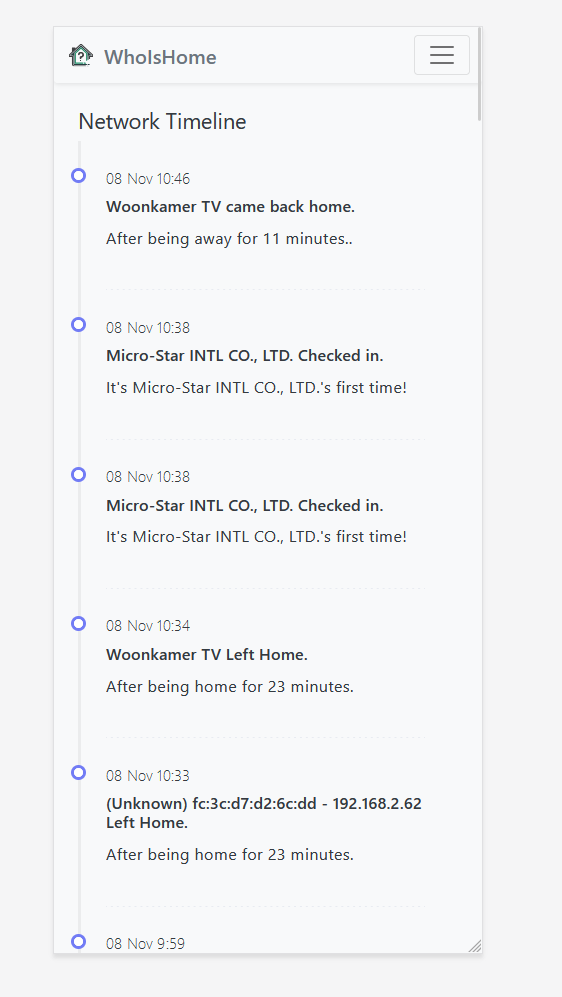 WhoIsHome
Network Timeline
08 Nov 10:46
Woonkamer TV came back home.
After being away for 11 minutes..
08 Nov 10:38
Micro-Star INTL CO., LTD. Checked in.
It's Micro-Star INTL CO., LTD.'s first time!
08 Nov 10:38
Micro-Star INTL CO., LTD. Checked in.
It's Micro-Star INTL CO., LTD.'s first time!
08 Nov 10:34
Woonkamer TV Left Home.
After being home for 23 minutes.
08 Nov 10:33
(Unknown) fc:3c:d7:d2:6c:dd - 192.168.2.62
Left Home.
After being home for 23 minutes.
08 Nov 9:59